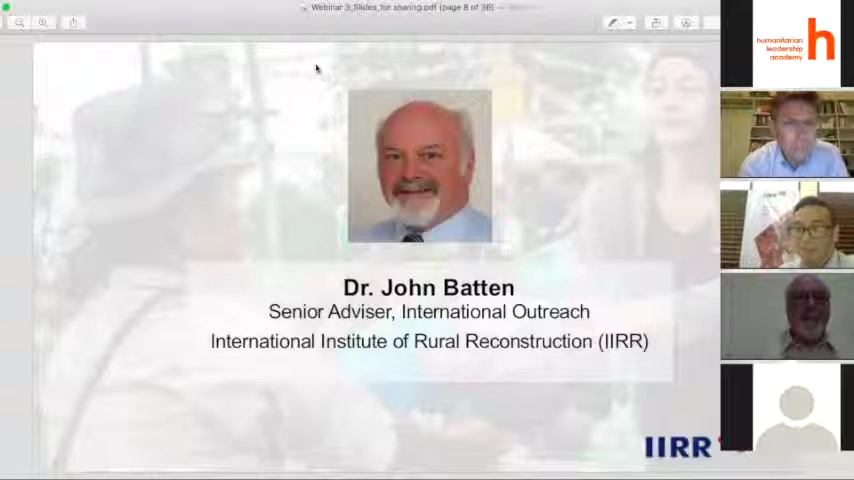 Webinar 3_Slides_for sharing.pdf (page 8 of 36)
humanitarian
leadership
academy
h
Dr. John Batten
Senior Adviser, International Outreach
International Institute of Rural Reconstruction (IIRR)
IIRR